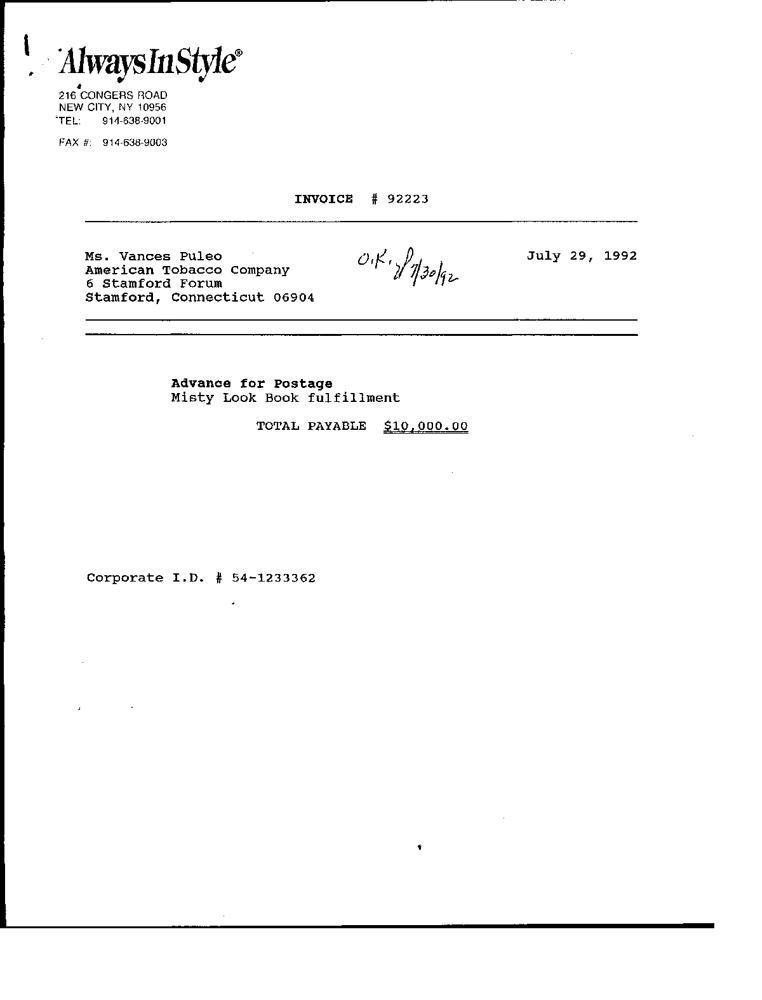 AlwaysInStyle®
216 CONGERS ROAD
NEW CITY, NY 10956
TEL: 914-638-9001
FAX #: 914-638-9003
INVOICE # 92223
Ms. Vances Puleo
American Tobacco Company
6 Stamford Forum
Stamford, Connecticut 06904
O.K. 7/30/92
July 29, 1992
Advance for Postage
Misty Look Book fulfillment
TOTAL PAYABLE $10,000.00
Corporate I.D. # 54-1233362